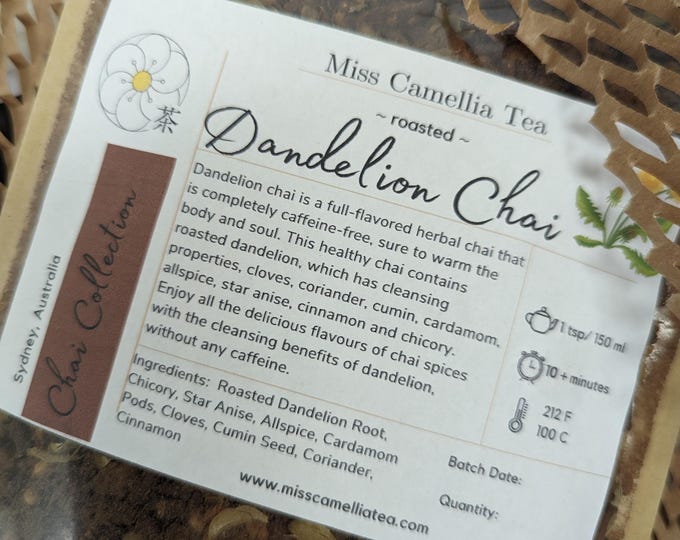 Miss Camellia Tea
~ roasted ~
Dandelion Chai
茶
Chai Collection
Sydney, Australia
Dandelion chai is a full-flavored herbal chai that
is completely caffeine-free, sure to warm the
body and soul. This healthy chai contains
roasted dandelion, which has cleansing
properties, cloves, coriander, cumin, cardamom,
allspice, star anise, cinnamon and chicory.
Enjoy all the delicious flavours of chai spices
with the cleansing benefits of dandelion,
without any caffeine.
1 tsp/ 150 ml
10 + minutes
212 F
100 C
Ingredients: Roasted Dandelion Root,
Chicory, Star Anise, Allspice, Cardamom
Pods, Cloves, Cumin Seed, Coriander,
Cinnamon
Batch Date:
Quantity:
www.misscamelliatea.com